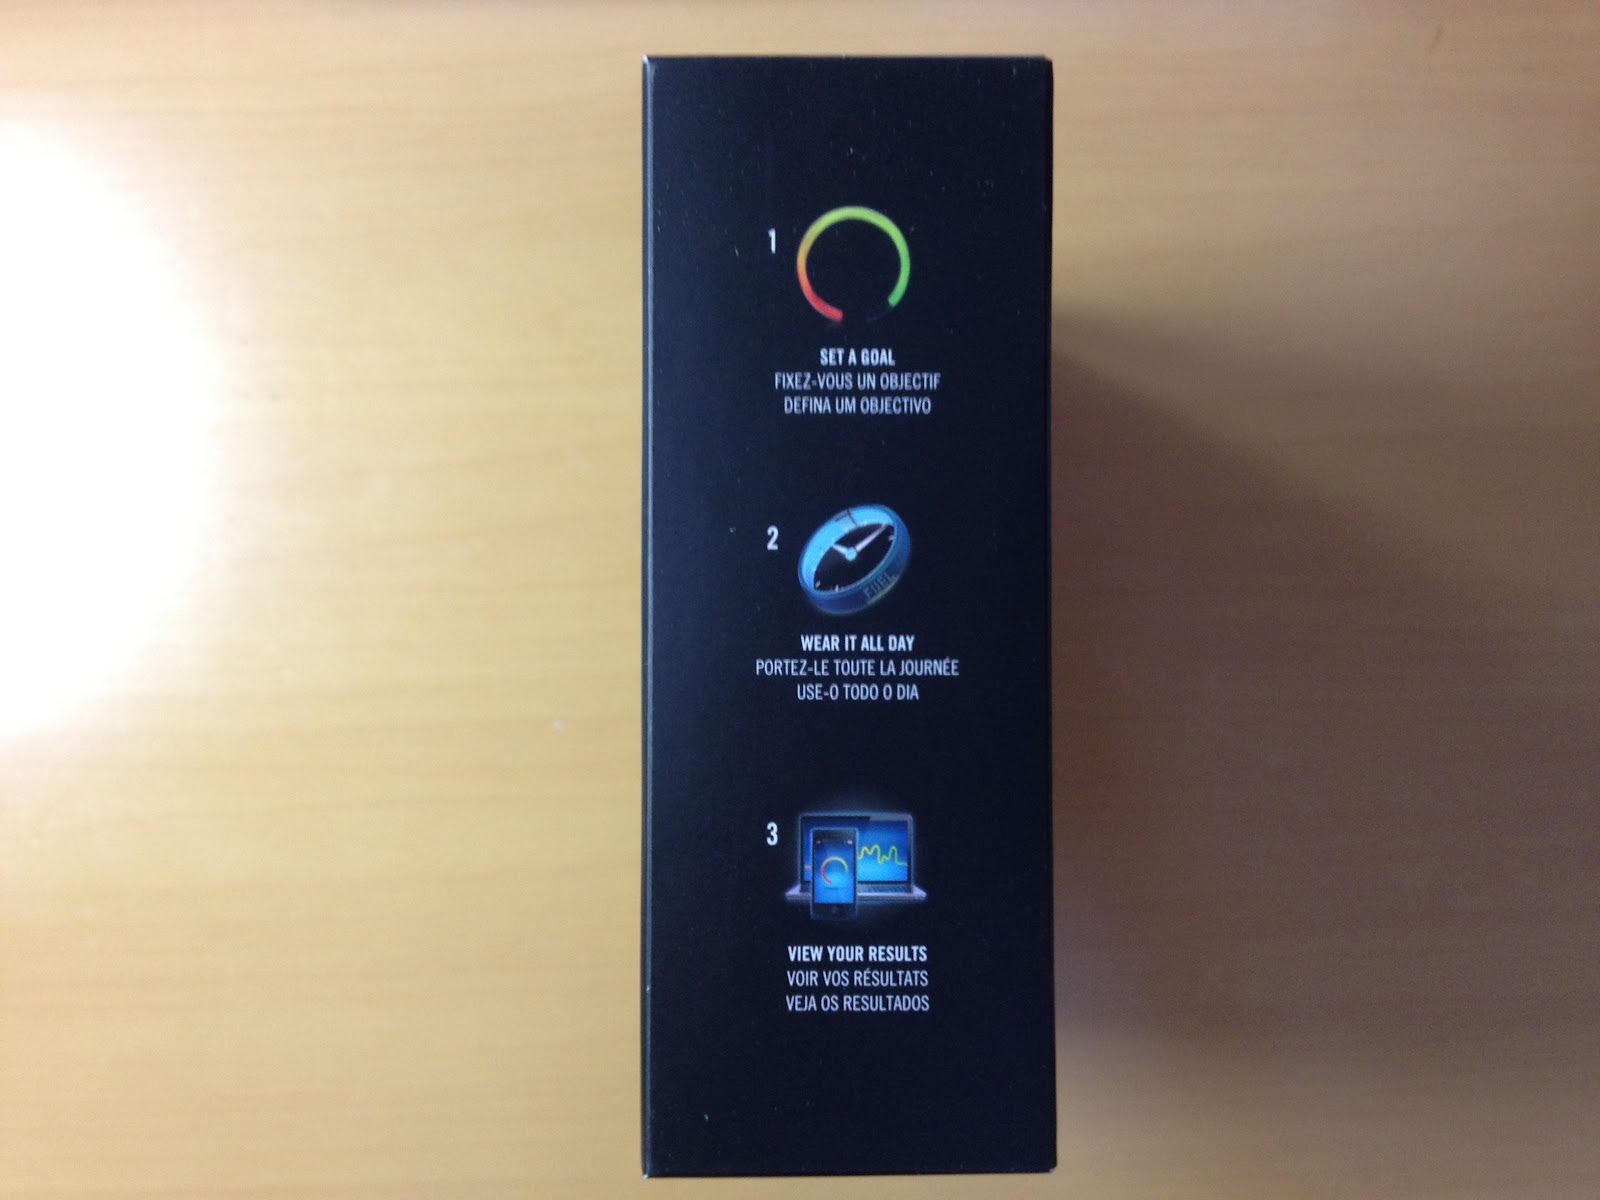 1
SET A GOAL
FIXEZ-VOUS UN OBJECTIF
DEFINA UM OBJECTIVO
2
FUEL
WEAR IT ALL DAY
PORTEZ-LE TOUTE LA JOURNÉE
USE-O TODO O DIA
3
VIEW YOUR RESULTS
VOIR VOS RÉSULTATS
VEJA OS RESULTADOS